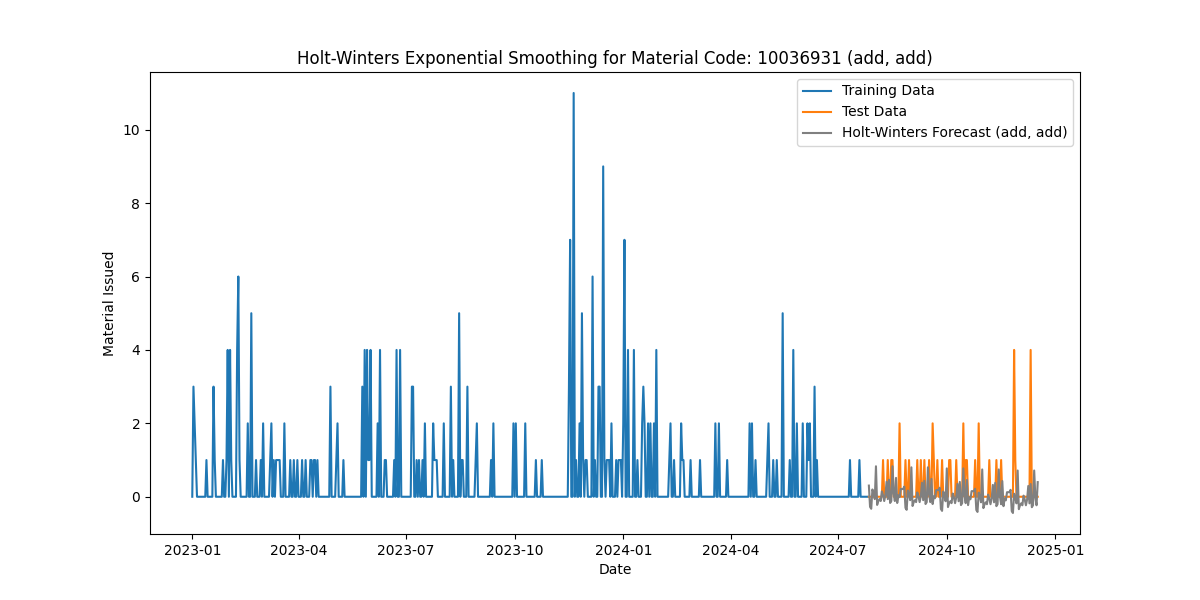 Holt-Winters Exponential Smoothing for Material Code: 10036931 (add, add)
Training Data
Test Data
Holt-Winters Forecast (add, add)
Material Issued
10
8
6
4
2
0
2023-01 2023-04 2023-07 2023-10 2024-01 2024-04 2024-07 2024-10 2025-01
Date